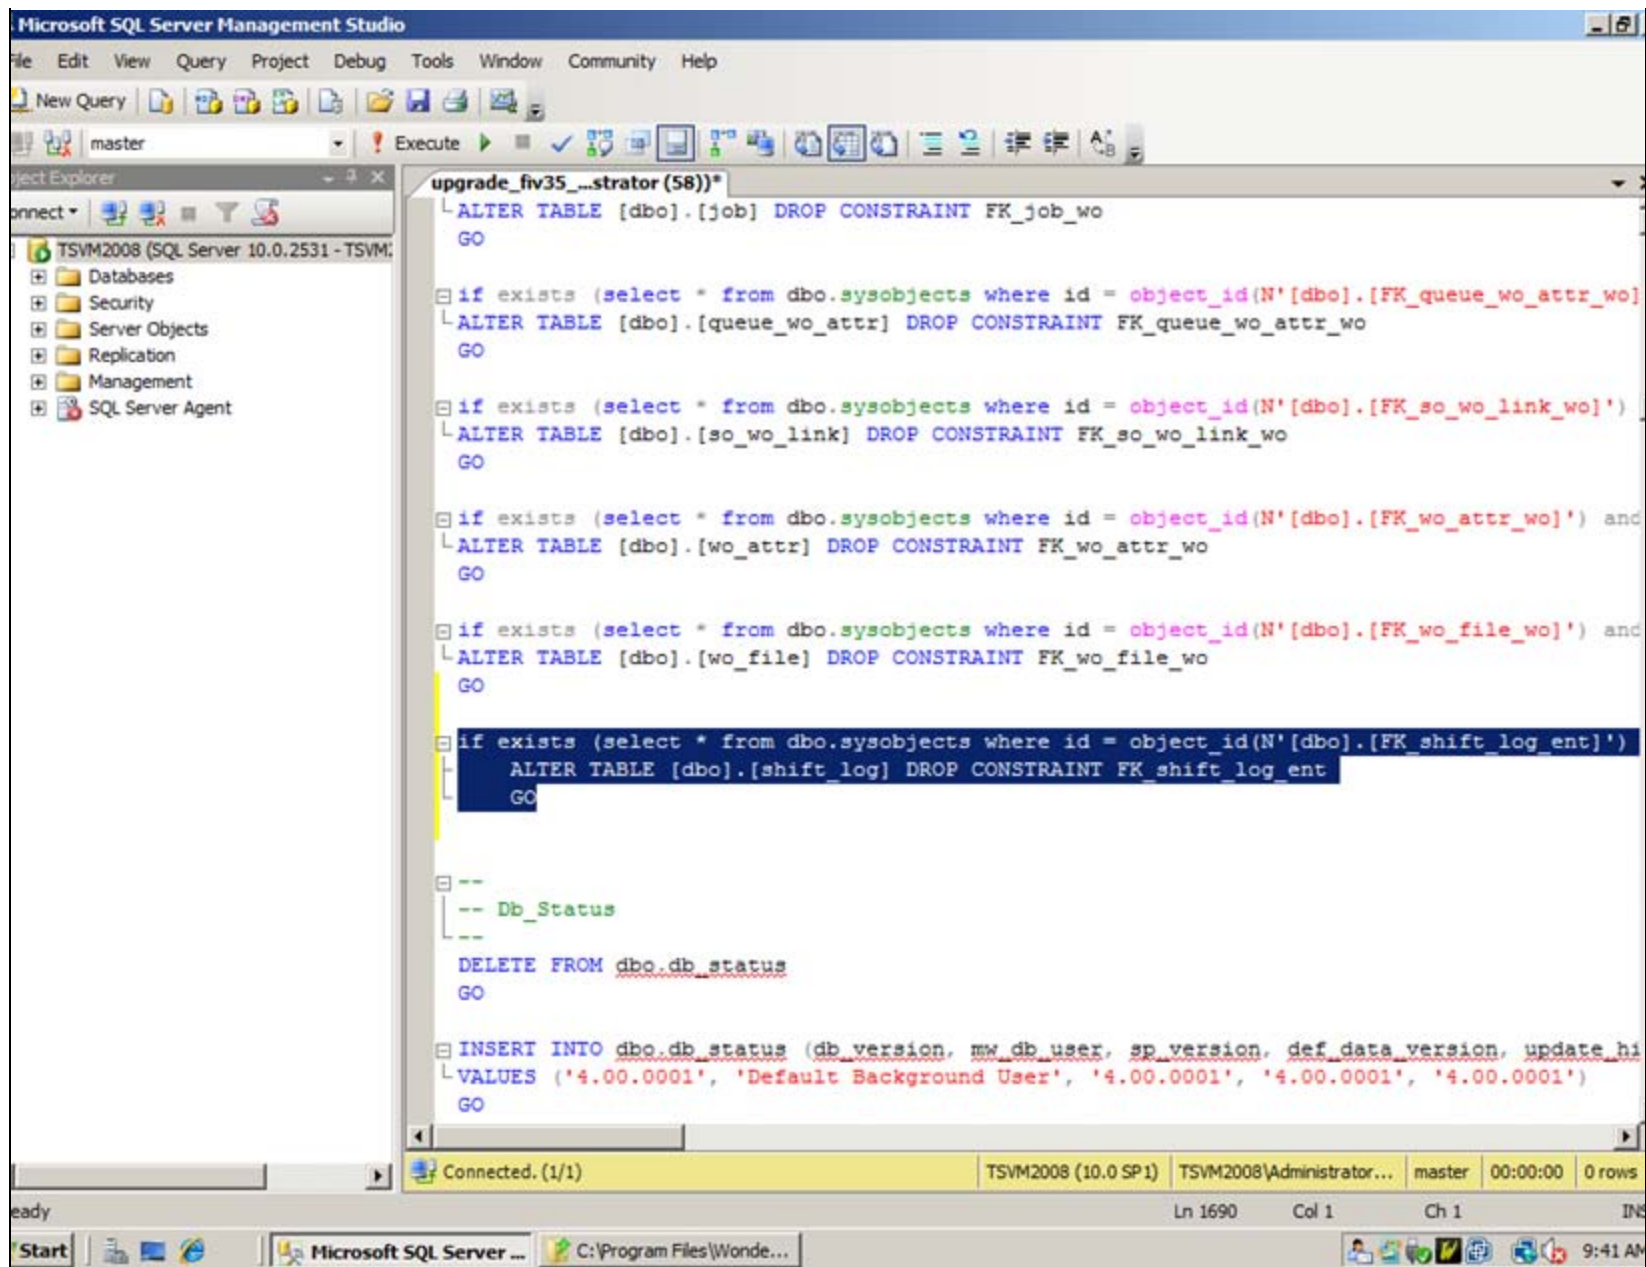 Microsoft SQL Server Management Studio
File Edit View Query Project Debug Tools Window Community Help
New Query
master Execute
ject Explorer
onnect
upgrade_fiv35_...strator (58))*
TSVM2008 (SQL Server 10.0.2531 - TSVM2
Databases
Security
Server Objects
Replication
Management
SQL Server Agent
ALTER TABLE [dbo].[job] DROP CONSTRAINT FK_job_wo
GO
if exists (select * from dbo.sysobjects where id = object_id(N'[dbo].[FK_queue_wo_attr_wo]
ALTER TABLE [dbo].[queue_wo_attr] DROP CONSTRAINT FK_queue_wo_attr_wo
GO
if exists (select * from dbo.sysobjects where id = object_id(N'[dbo].[FK_so_wo_link_wo]')
ALTER TABLE [dbo].[so_wo_link] DROP CONSTRAINT FK_so_wo_link_wo
GO
if exists (select * from dbo.sysobjects where id = object_id(N'[dbo].[FK_wo_attr_wo]') and
ALTER TABLE [dbo].[wo_attr] DROP CONSTRAINT FK_wo_attr_wo
GO
if exists (select * from dbo.sysobjects where id = object_id(N'[dbo].[FK_wo_file_wo]') and
ALTER TABLE [dbo].[wo_file] DROP CONSTRAINT FK_wo_file_wo
GO
if exists (select * from dbo.sysobjects where id = object_id(N'[dbo].[FK_shift_log_ent]')
ALTER TABLE [dbo].[shift_log] DROP CONSTRAINT FK_shift_log_ent
GO
--
-- Db_Status
--
DELETE FROM dbo.db_status
GO
INSERT INTO dbo.db_status (db_version, mw_db_user, sp_version, def_data_version, update_hi
VALUES ('4.00.0001', 'Default Background User', '4.00.0001', '4.00.0001', '4.00.0001')
GO
Connected. (1/1) TSVM2008 (10.0 SP1) TSVM2008\Administrator... master 00:00:00 0 rows
eady Ln 1690 Col 1 Ch 1 INS
Start Microsoft SQL Server ... C:\Program Files\Wonde... 9:41 AM